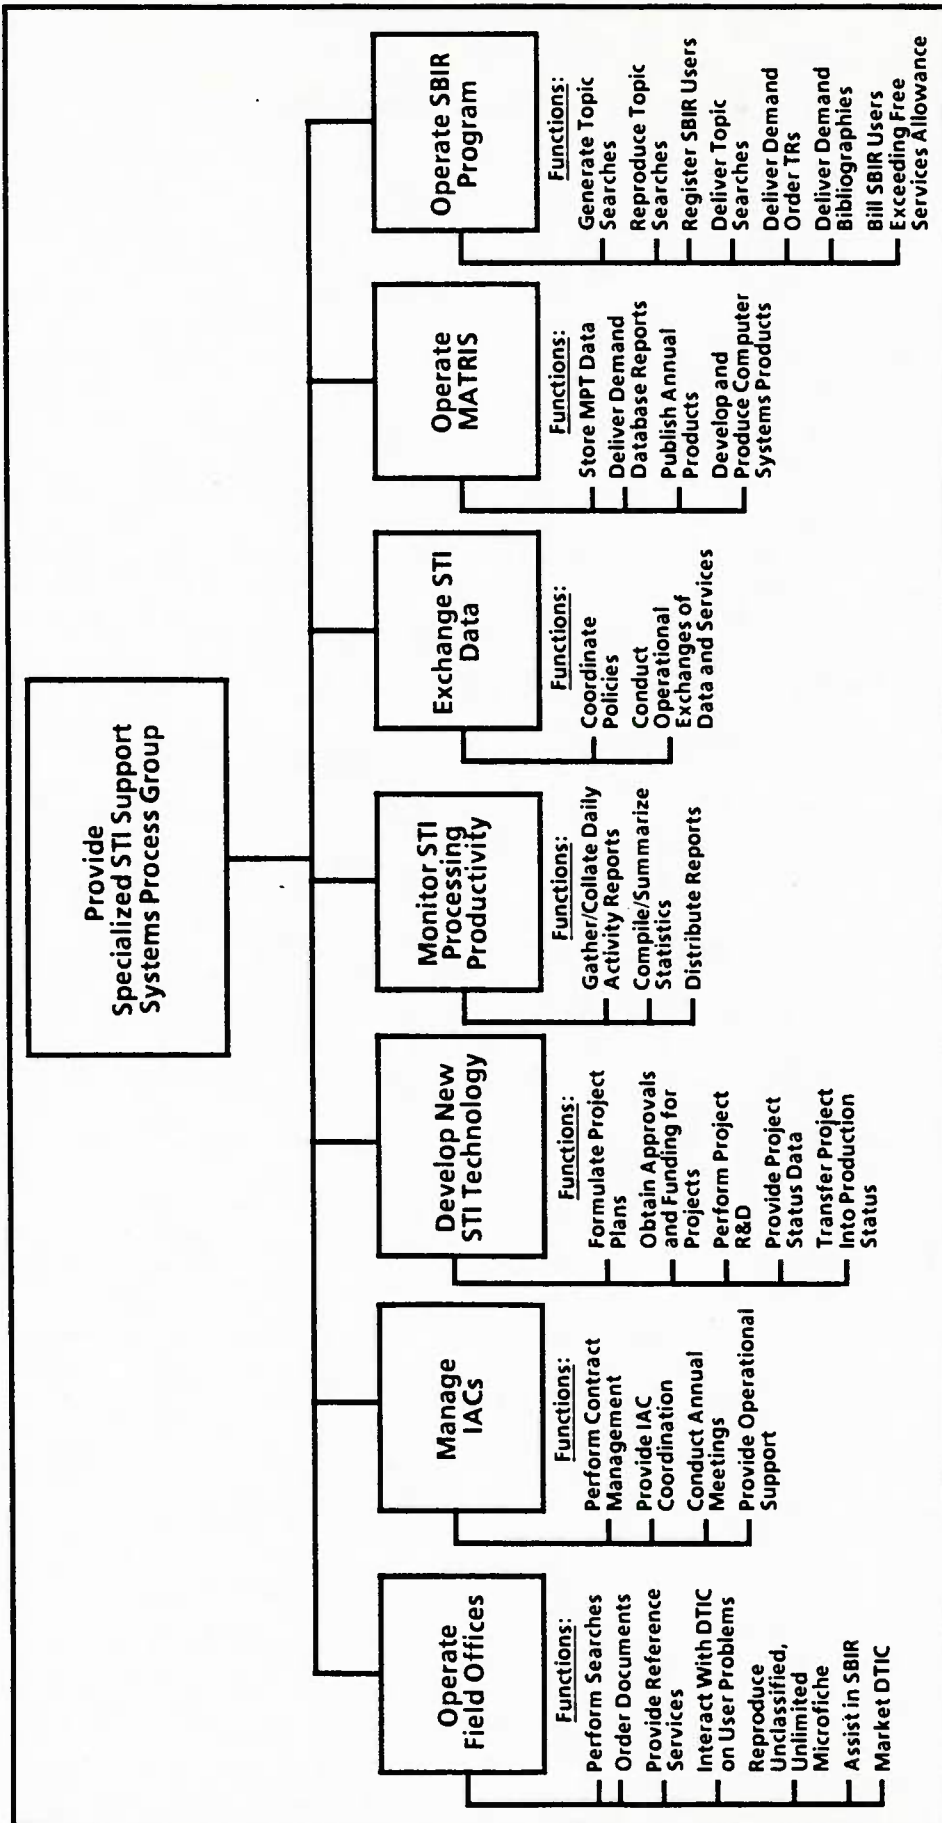 Provide
Specialized STI Support
Systems Process Group
Operate
Field Offices
Functions:
Perform Searches
Order Documents
Provide Reference
Services
Interact With DTIC
on User Problems
Reproduce
Unclassified,
Unlimited
Microfiche
Assist in SBIR
Market DTIC
Manage
IACs
Functions:
Perform Contract
Management
Provide IAC
Coordination
Conduct Annual
Meetings
Provide Operational
Support
Develop New
STI Technology
Functions:
Formulate Project
Plans
Obtain Approvals
and Funding for
Projects
Perform Project
R&D
Provide Project
Status Data
Transfer Project
Into Production
Status
Monitor STI
Processing
Productivity
Functions:
Gather/Collate Daily
Activity Reports
Compile/Summarize
Statistics
Distribute Reports
Exchange STI
Data
Functions:
Coordinate
Policies
Conduct
Operational
Exchanges of
Data and Services
Operate
MATRIS
Functions:
Store MPT Data
Deliver Demand
Database Reports
Publish Annual
Products
Develop and
Produce Computer
Systems Products
Operate SBIR
Program
Functions:
Generate Topic
Searches
Reproduce Topic
Searches
Register SBIR Users
Deliver Topic
Searches
Deliver Demand
Order TRs
Deliver Demand
Bibliographies
Bill SBIR Users
Exceeding Free
Services Allowance